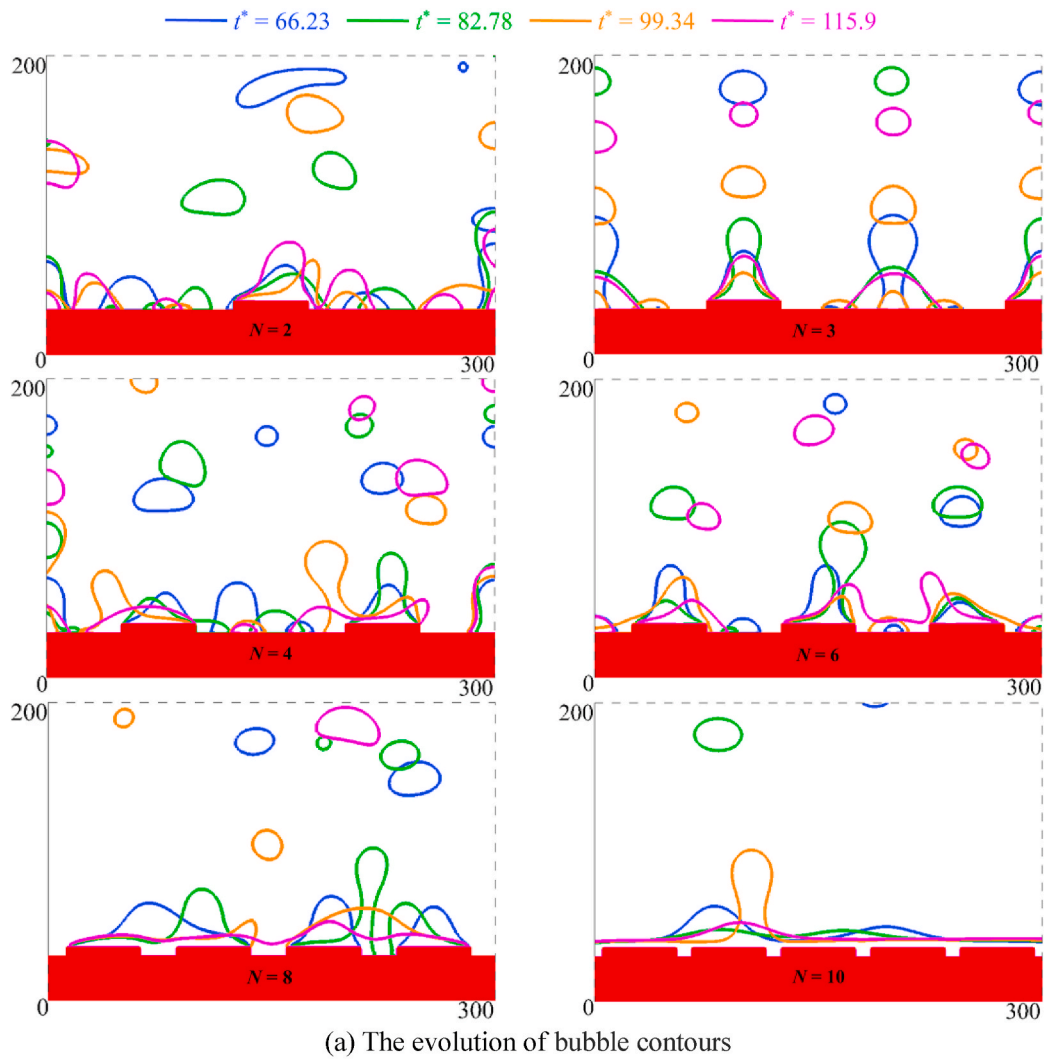 t* = 66.23 t* = 82.78 t* = 99.34 t* = 115.9
200 200
N = 2 N = 3
0 300 0 300
200 200
N = 4 N = 6
0 300 0 300
200 200
N = 8 N = 10
0 300 0 300
(a) The evolution of bubble contours